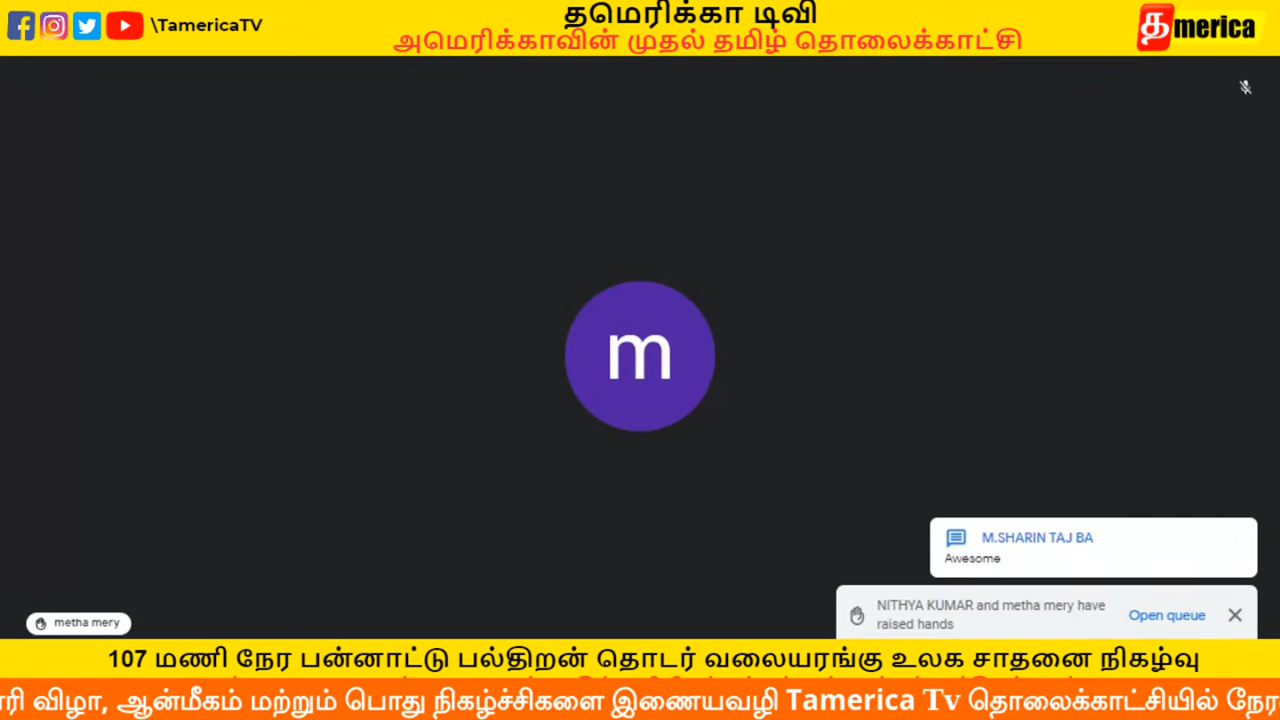 \TamericaTV
தமெரிக்கா டிவி
அமெரிக்காவின் முதல் தமிழ் தொலைக்காட்சி
தmerica
m
M.SHARIN TAJ BA
Awesome
NITHYA KUMAR and metha mery have
raised hands
Open queue
metha mery
107 மணி நேர பன்னாட்டு பல்திறன் தொடர் வலையரங்கு உலக சாதனை நிகழ்வு
ரி விழா, ஆன்மீகம் மற்றும் பொது நிகழ்ச்சிகளை இணையவழி Tamerica Tv தொலைக்காட்சியில் நேர